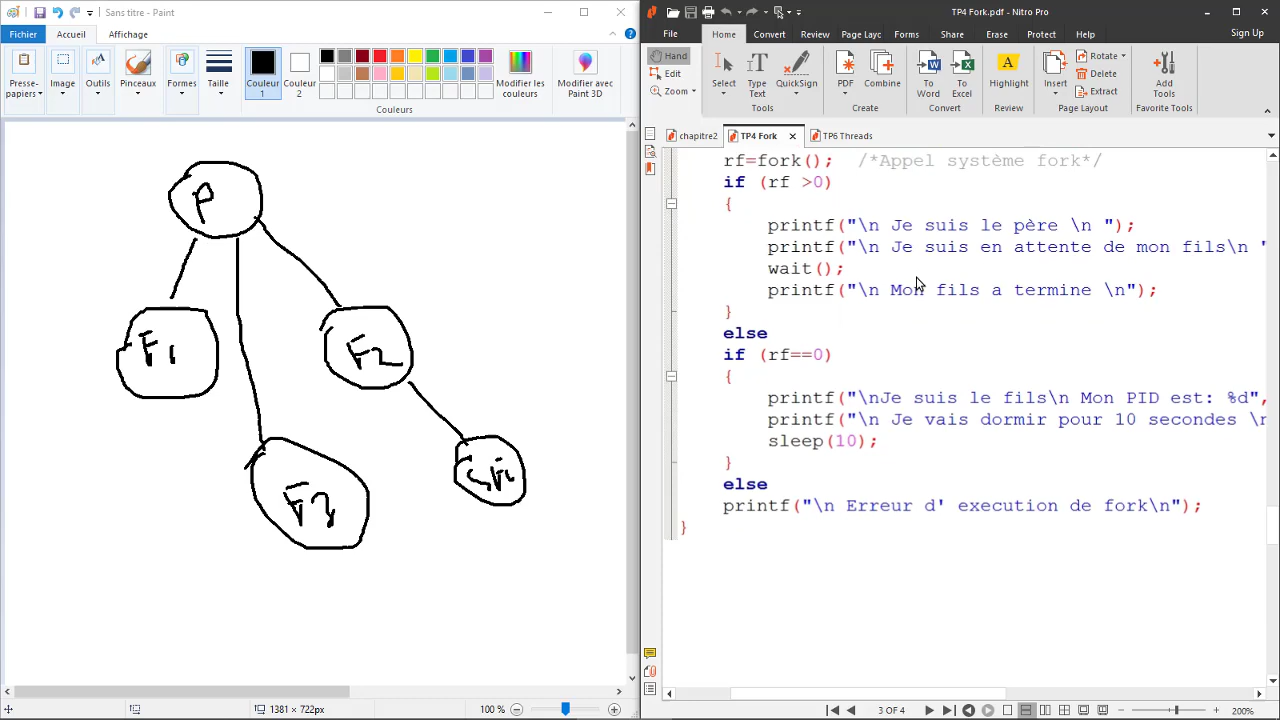 Sans titre - Paint
Fichier Accueil Affichage
Presse-papiers
Image
Outils
Pinceaux
Formes
Taille
Couleur 1
Couleur 2
Modifier les couleurs
Modifier avec Paint 3D
Couleurs
P
F1
F2
F3
1381 × 722px
100 %
TP4 Fork.pdf - Nitro Pro
File Home Convert Review Page Layc Forms Share Erase Protect Help Sign Up
Hand
Edit
Zoom
Select
Type Text
QuickSign
Tools
PDF
Combine
Create
To Word
To Excel
Convert
Highlight
Review
Insert
Rotate
Delete
Extract
Page Layout
Add Tools
Favorite Tools
chapitre2 TP4 Fork TP6 Threads
rf=fork(); /*Appel système fork*/
if (rf >0)
{
printf("\n Je suis le père \n ");
printf("\n Je suis en attente de mon fils\n "
wait();
printf("\n Mon fils a termine \n");
}
else
if (rf==0)
{
printf("\nJe suis le fils\n Mon PID est: %d",
printf("\n Je vais dormir pour 10 secondes \n
sleep(10);
}
else
printf("\n Erreur d' execution de fork\n");
}
3 OF 4
200%